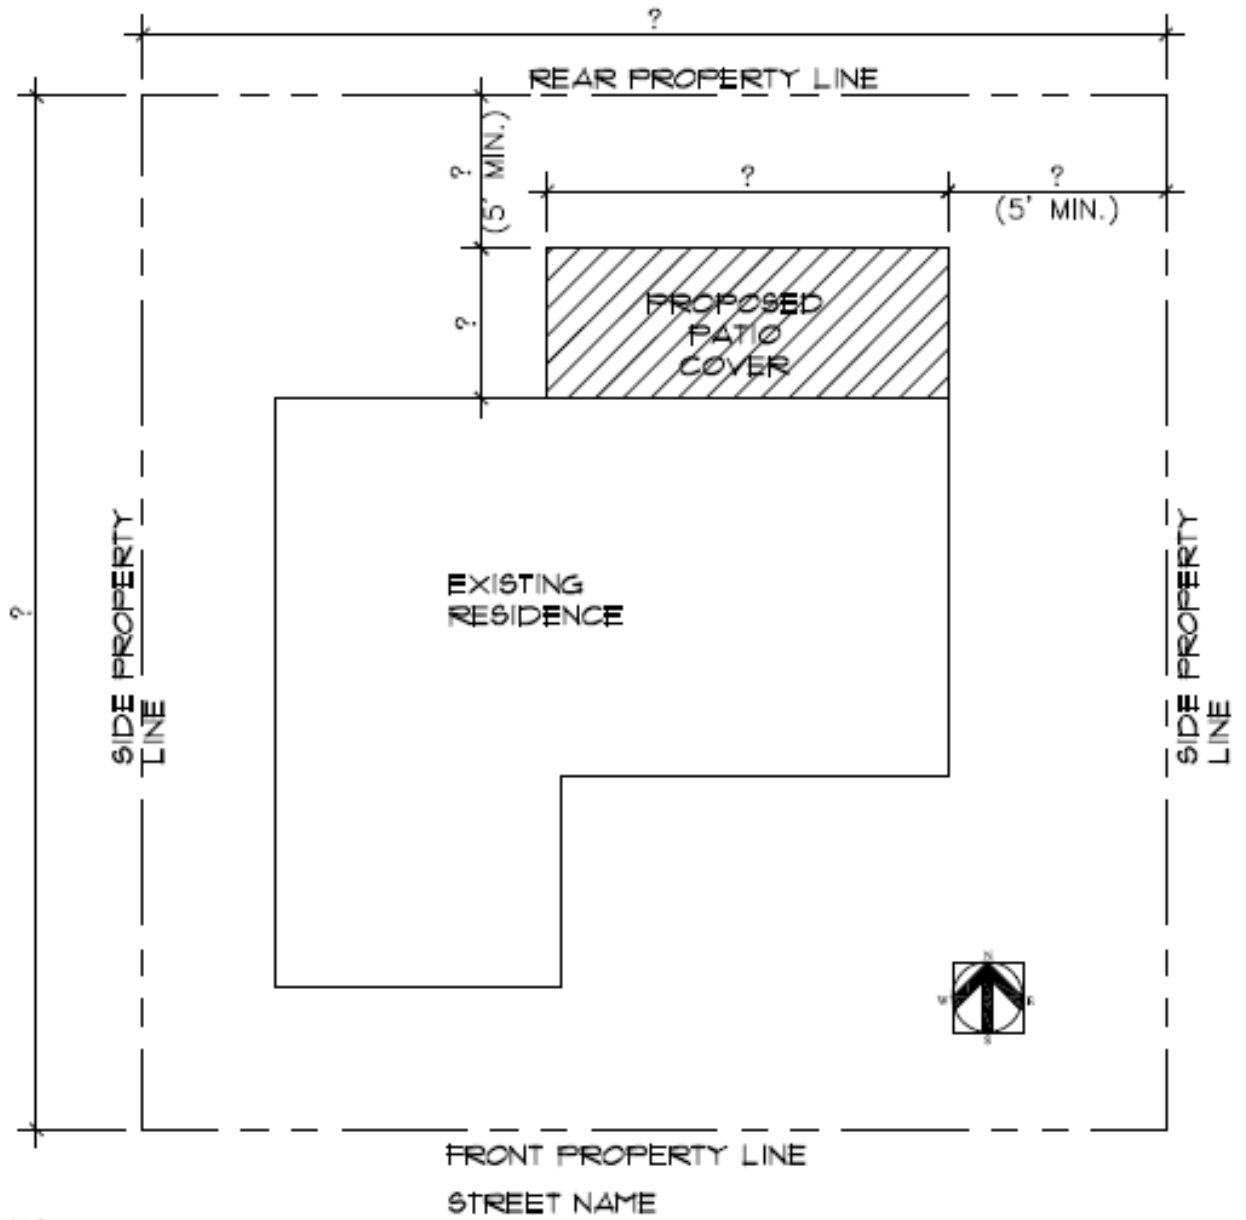 ?
REAR PROPERTY LINE
?
(5' MIN.)
?
?
(5' MIN.)
?
PROPOSED
PATIO
COVER
?
SIDE PROPERTY
LINE
EXISTING
RESIDENCE
SIDE PROPERTY
LINE
N
W
E
S
FRONT PROPERTY LINE
STREET NAME